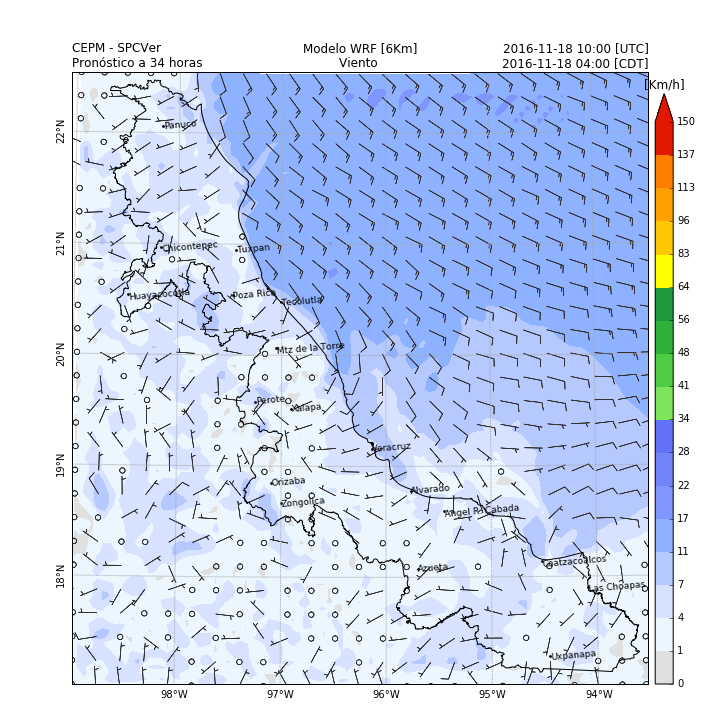 CEPM - SPCVer
Modelo WRF [6Km]
2016-11-18 10:00 [UTC]
Pronóstico a 34 horas
Viento
2016-11-18 04:00 [CDT]
[Km/h]
150
137
113
96
83
64
56
48
41
34
28
22
17
11
7
4
1
0
22°N
21°N
20°N
19°N
18°N
98°W
97°W
96°W
95°W
94°W
Panuco
Chicontepec
Tuxpan
Huayacocotla
Poza Rica
Tecolutla
Mtz de la Torre
Perote
Xalapa
Veracruz
Orizaba
Alvarado
Zongolica
Angel R. Cabada
Azueta
Coatzacoalcos
Las Choapas
Uxpanapa